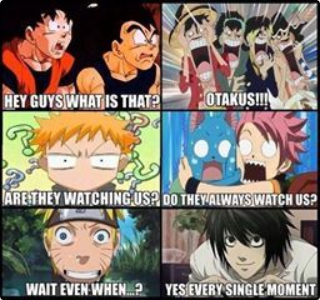 HEY GUYS WHAT IS THAT?
OTAKUS!!!
ARE THEY WATCHING US?
DO THEY ALWAYS WATCH US?
WAIT EVEN WHEN...?
YES EVERY SINGLE MOMENT